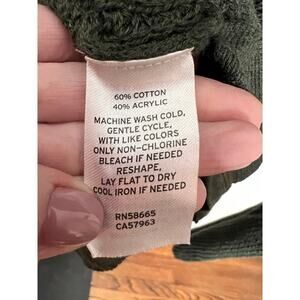 60% COTTON
40% ACRYLIC
MACHINE WASH COLD,
GENTLE CYCLE,
WITH LIKE COLORS
ONLY NON-CHLORINE
BLEACH IF NEEDED
RESHAPE,
LAY FLAT TO DRY
COOL IRON IF NEEDED
RN58665
CA57963